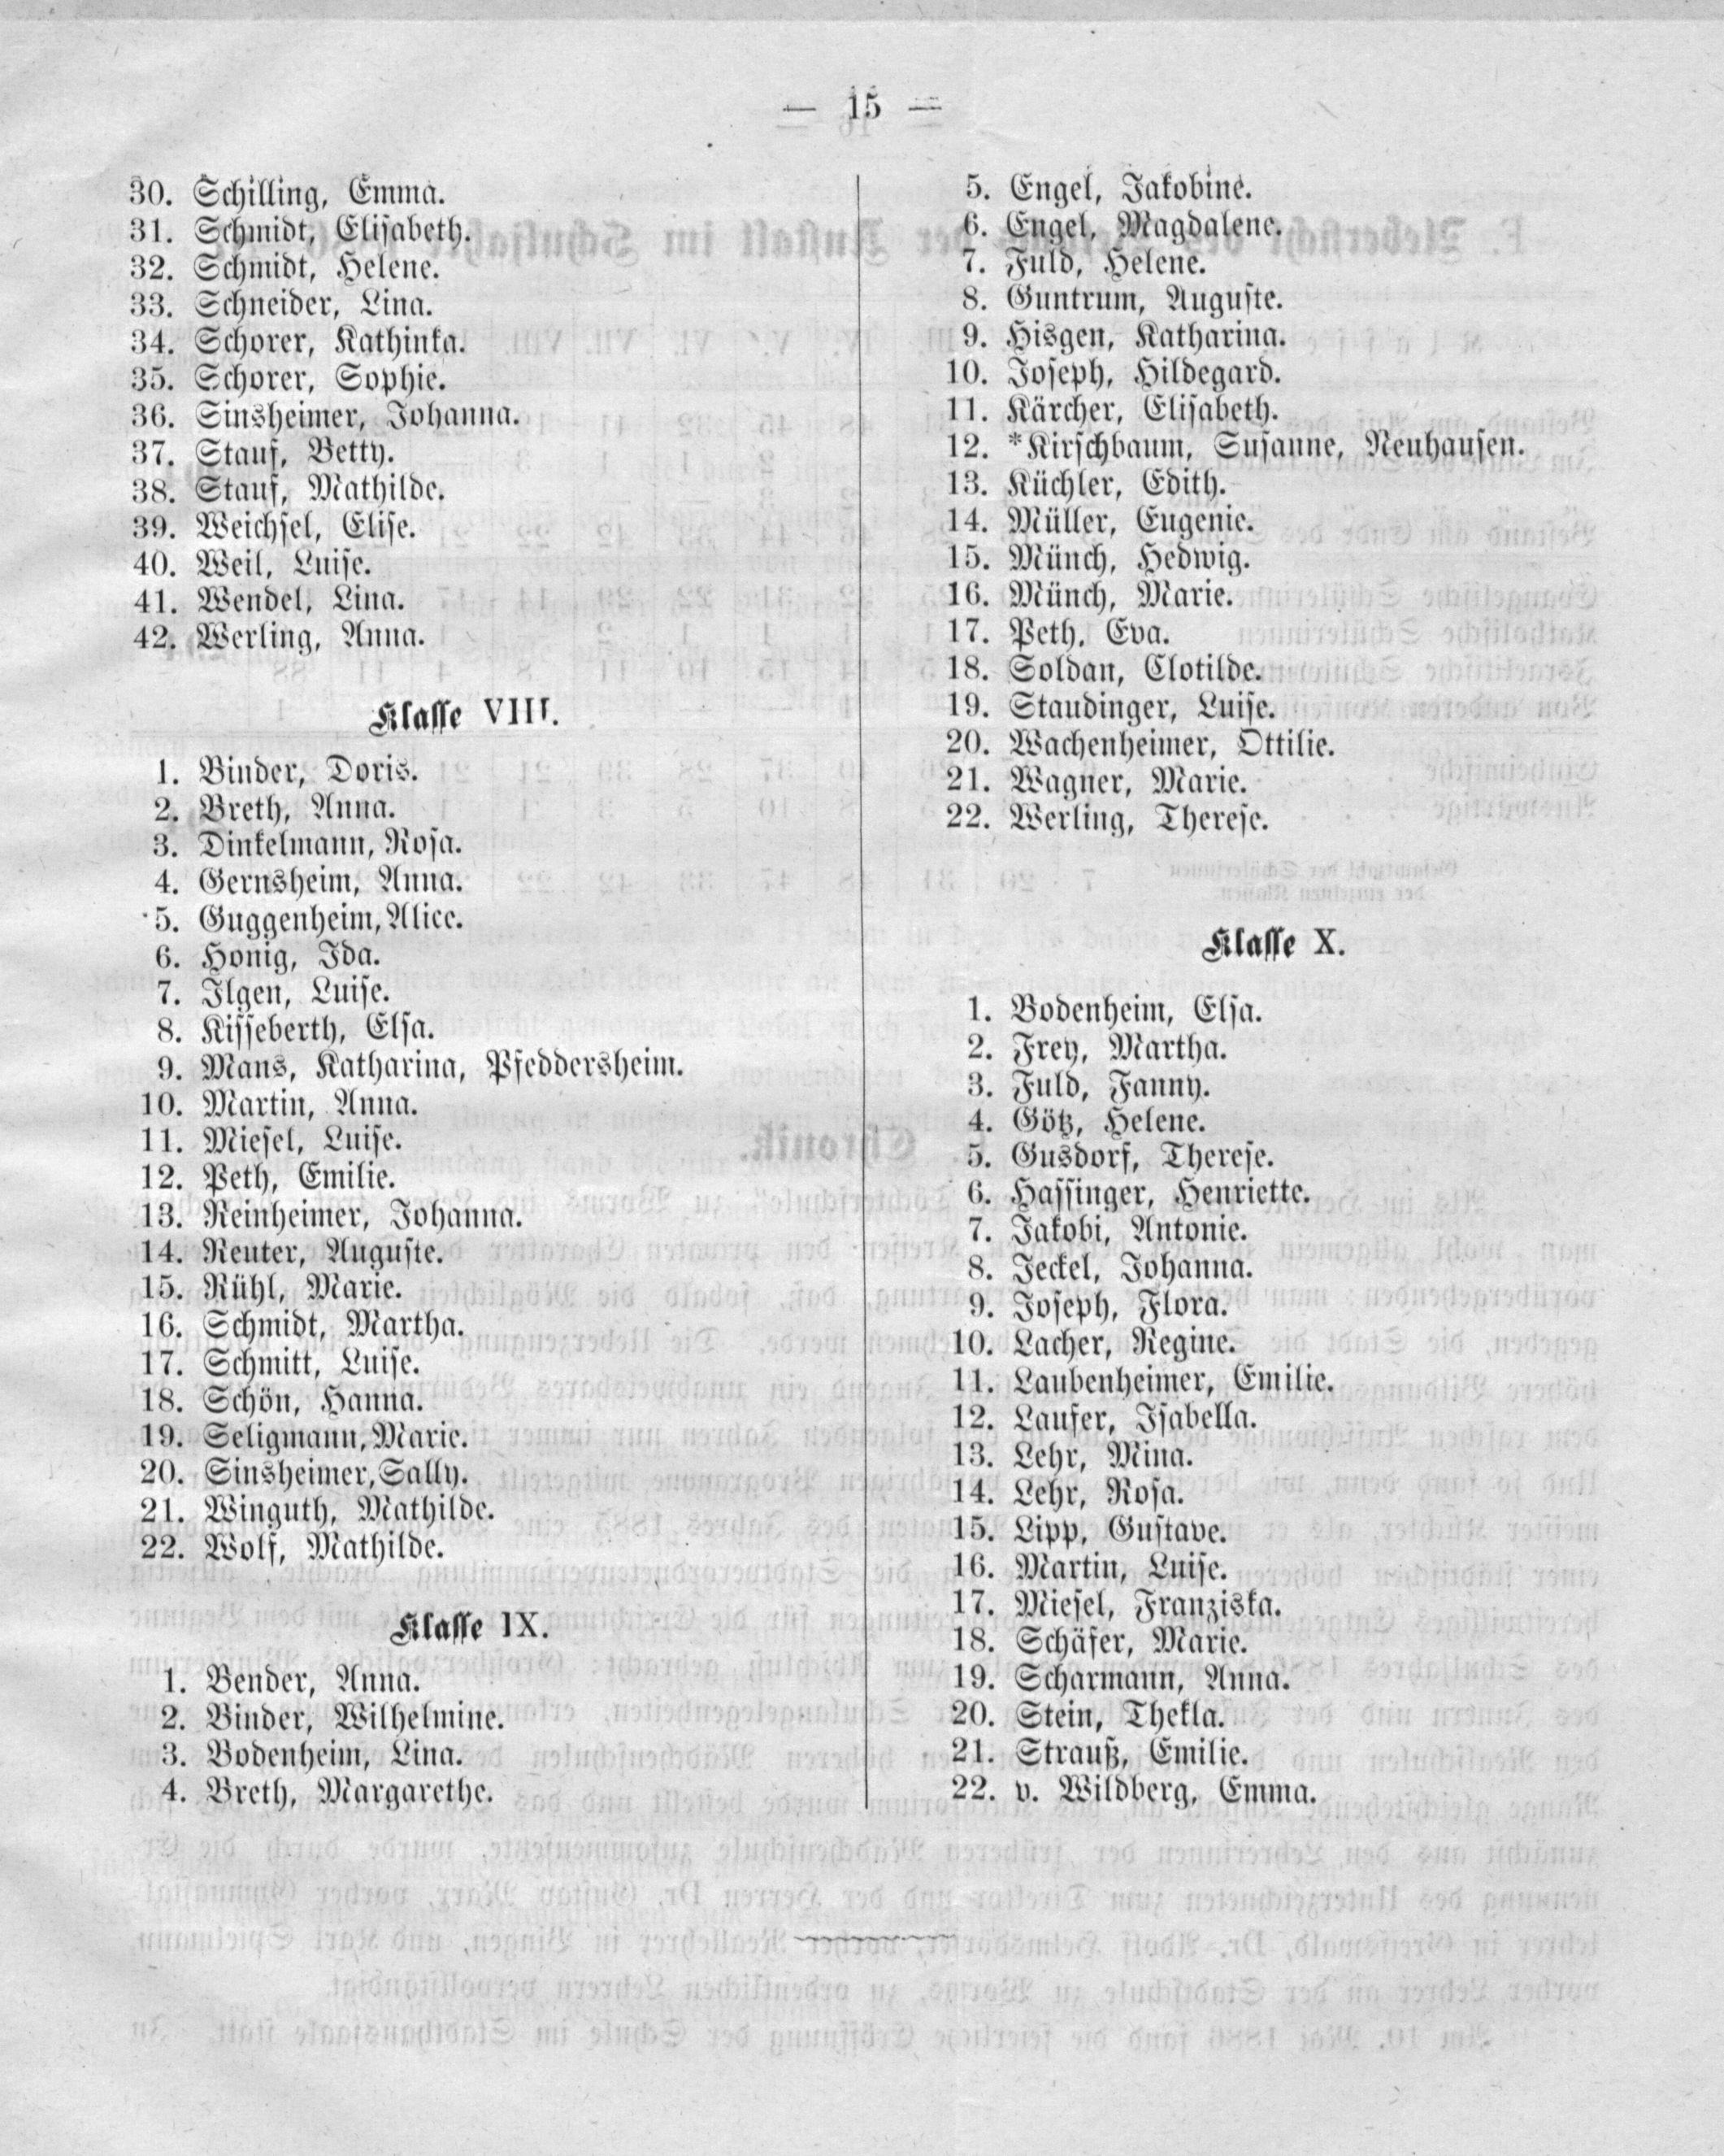 — 15 —
30. Schilling, Emma.
31. Schmidt, Elisabeth.
32. Schmidt, Helene.
33. Schneider, Lina.
34. Schorer, Kathinka.
35. Schorer, Sophie.
36. Sinsheimer, Johanna.
37. Stauf, Betty.
38. Stauf, Mathilde.
39. Weichsel, Elise.
40. Weil, Luise.
41. Wendel, Lina.
42. Werling, Anna.
Klasse VIII.
1. Binder, Doris.
2. Breth, Anna.
3. Dinkelmann, Rosa.
4. Gernsheim, Anna.
5. Guggenheim, Alice.
6. Honig, Ida.
7. Ilgen, Luise.
8. Kisseberth, Elsa.
9. Mans, Katharina, Pfeddersheim.
10. Martin, Anna.
11. Miesel, Luise.
12. Peth, Emilie.
13. Reinheimer, Johanna.
14. Reuter, Auguste.
15. Rühl, Marie.
16. Schmidt, Martha.
17. Schmitt, Luise.
18. Schön, Hanna.
19. Seligmann, Marie.
20. Sinsheimer, Sally.
21. Winguth, Mathilde.
22. Wolf, Mathilde.
Klasse IX.
1. Bender, Anna.
2. Binder, Wilhelmine.
3. Bodenheim, Lina.
4. Breth, Margarethe.
5. Engel, Jakobine.
6. Engel, Magdalene.
7. Fuld, Helene.
8. Guntrum, Auguste.
9. Hisgen, Katharina.
10. Joseph, Hildegard.
11. Kärcher, Elisabeth.
12. *Kirschbaum, Susanne, Neuhausen.
13. Küchler, Edith.
14. Müller, Eugenie.
15. Münch, Hedwig.
16. Münch, Marie.
17. Peth, Eva.
18. Soldan, Clotilde.
19. Staudinger, Luise.
20. Wachenheimer, Ottilie.
21. Wagner, Marie.
22. Werling, Therese.
Klasse X.
1. Bodenheim, Elsa.
2. Frey, Martha.
3. Fuld, Fanny.
4. Götz, Helene.
5. Gusdorf, Therese.
6. Hassinger, Henriette.
7. Jakobi, Antonie.
8. Jeckel, Johanna.
9. Joseph, Flora.
10. Lacher, Regine.
11. Laubenheimer, Emilie.
12. Laufer, Isabella.
13. Lehr, Mina.
14. Lehr, Rosa.
15. Lipp, Gustave.
16. Martin, Luise.
17. Miesel, Franziska.
18. Schäfer, Marie.
19. Scharmann, Anna.
20. Stein, Thekla.
21. Strauß, Emilie.
22. v. Wildberg, Emma.